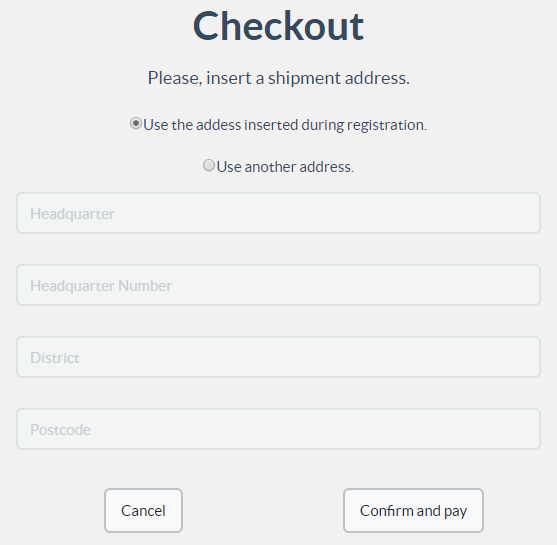 Checkout
Please, insert a shipment address.
Use the addess inserted during registration.
Use another address.
Headquarter
Headquarter Number
District
Postcode
Cancel Confirm and pay